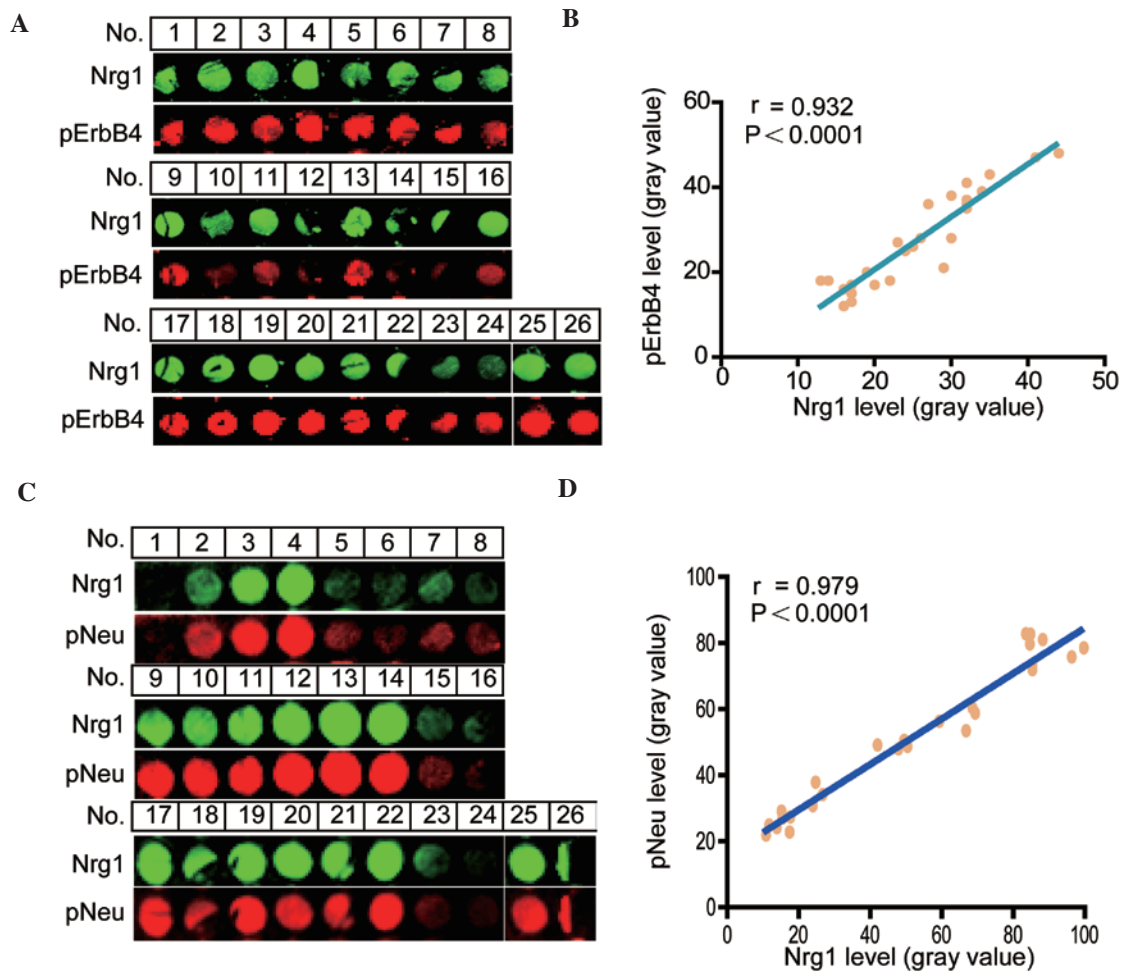 A
No. 1 2 3 4 5 6 7 8
Nrg1
pErbB4
No. 9 10 11 12 13 14 15 16
Nrg1
pErbB4
No. 17 18 19 20 21 22 23 24 25 26
Nrg1
pErbB4
B
r = 0.932
P < 0.0001
pErbB4 level (gray value)
60
40
20
0
0 10 20 30 40 50
Nrg1 level (gray value)
C
No. 1 2 3 4 5 6 7 8
Nrg1
pNeu
No. 9 10 11 12 13 14 15 16
Nrg1
pNeu
No. 17 18 19 20 21 22 23 24 25 26
Nrg1
pNeu
D
r = 0.979
P < 0.0001
pNeu level (gray value)
100
80
60
40
20
0
0 20 40 60 80 100
Nrg1 level (gray value)